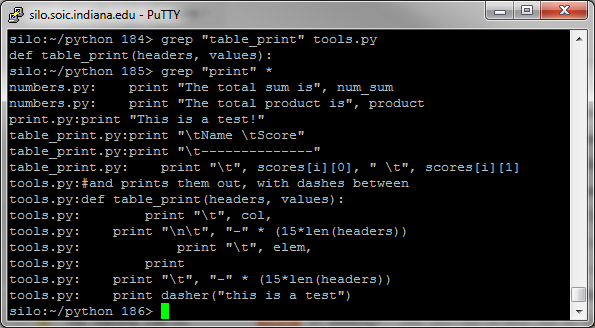 silo.soic.indiana.edu - PuTTY
silo:~/python 184> grep "table_print" tools.py
def table_print(headers, values):
silo:~/python 185> grep "print" *
numbers.py:    print "The total sum is", num_sum
numbers.py:    print "The total product is", product
print.py:print "This is a test!"
table_print.py:print "\tName \tScore"
table_print.py:print "\t--------------"
table_print.py:    print "\t", scores[i][0], " \t", scores[i][1]
tools.py:#and prints them out, with dashes between
tools.py:def table_print(headers, values):
tools.py:        print "\t", col,
tools.py:    print "\n\t", "-" * (15*len(headers))
tools.py:            print "\t", elem,
tools.py:        print
tools.py:    print "\t", "-" * (15*len(headers))
tools.py:    print dasher("this is a test")
silo:~/python 186>